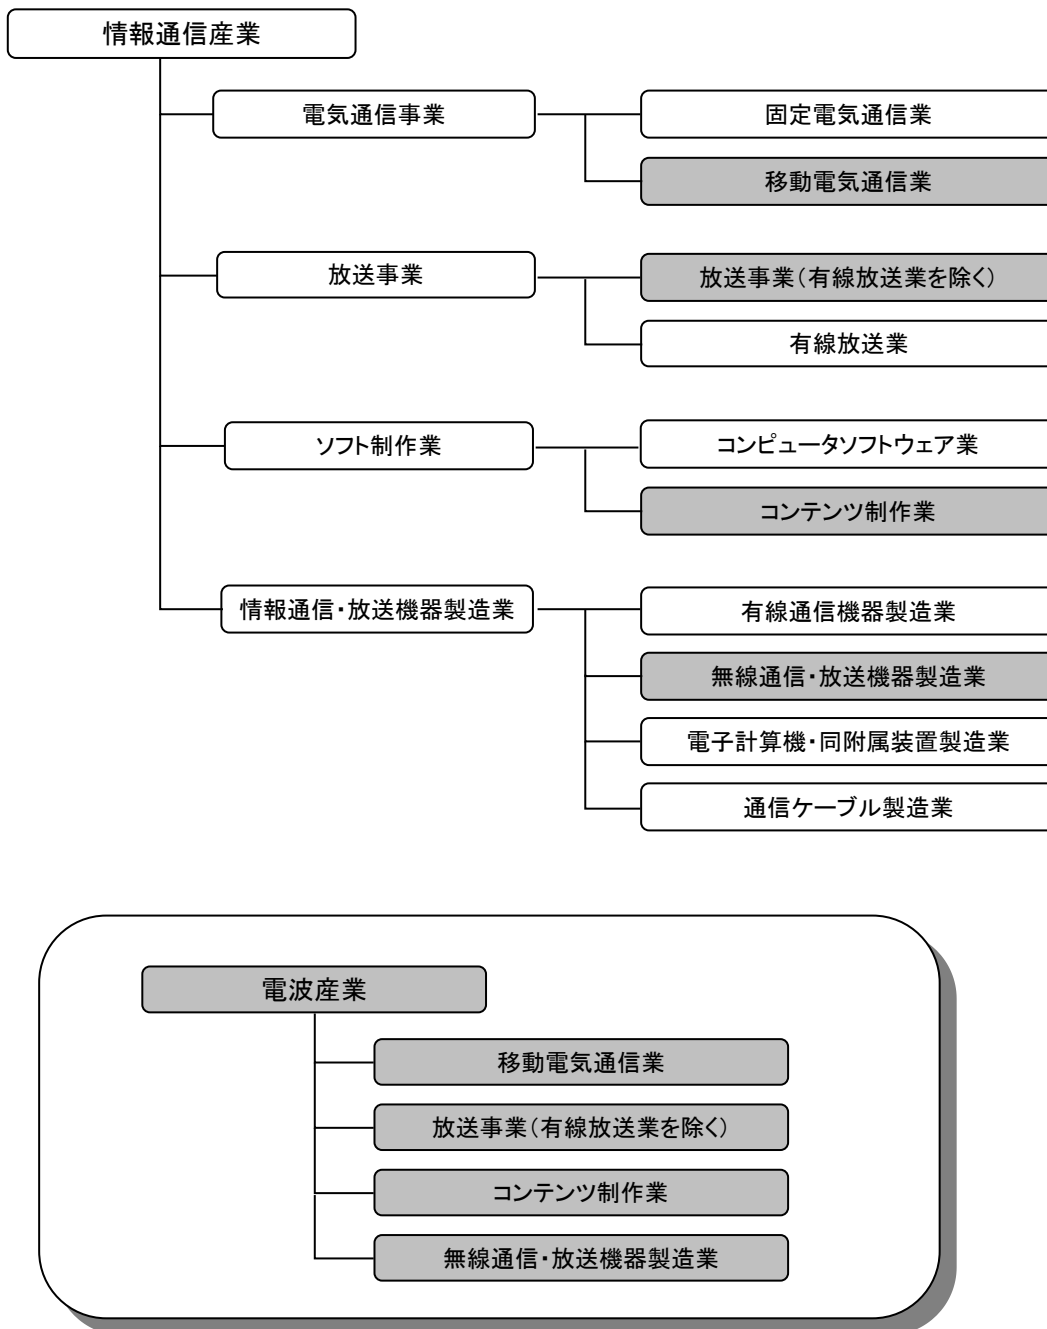 情報通信産業
電気通信事業
固定電気通信業
移動電気通信業
放送事業
放送事業(有線放送業を除く)
有線放送業
ソフト制作業
コンピュータソフトウェア業
コンテンツ制作業
情報通信・放送機器製造業
有線通信機器製造業
無線通信・放送機器製造業
電子計算機・同附属装置製造業
通信ケーブル製造業
電波産業
移動電気通信業
放送事業(有線放送業を除く)
コンテンツ制作業
無線通信・放送機器製造業